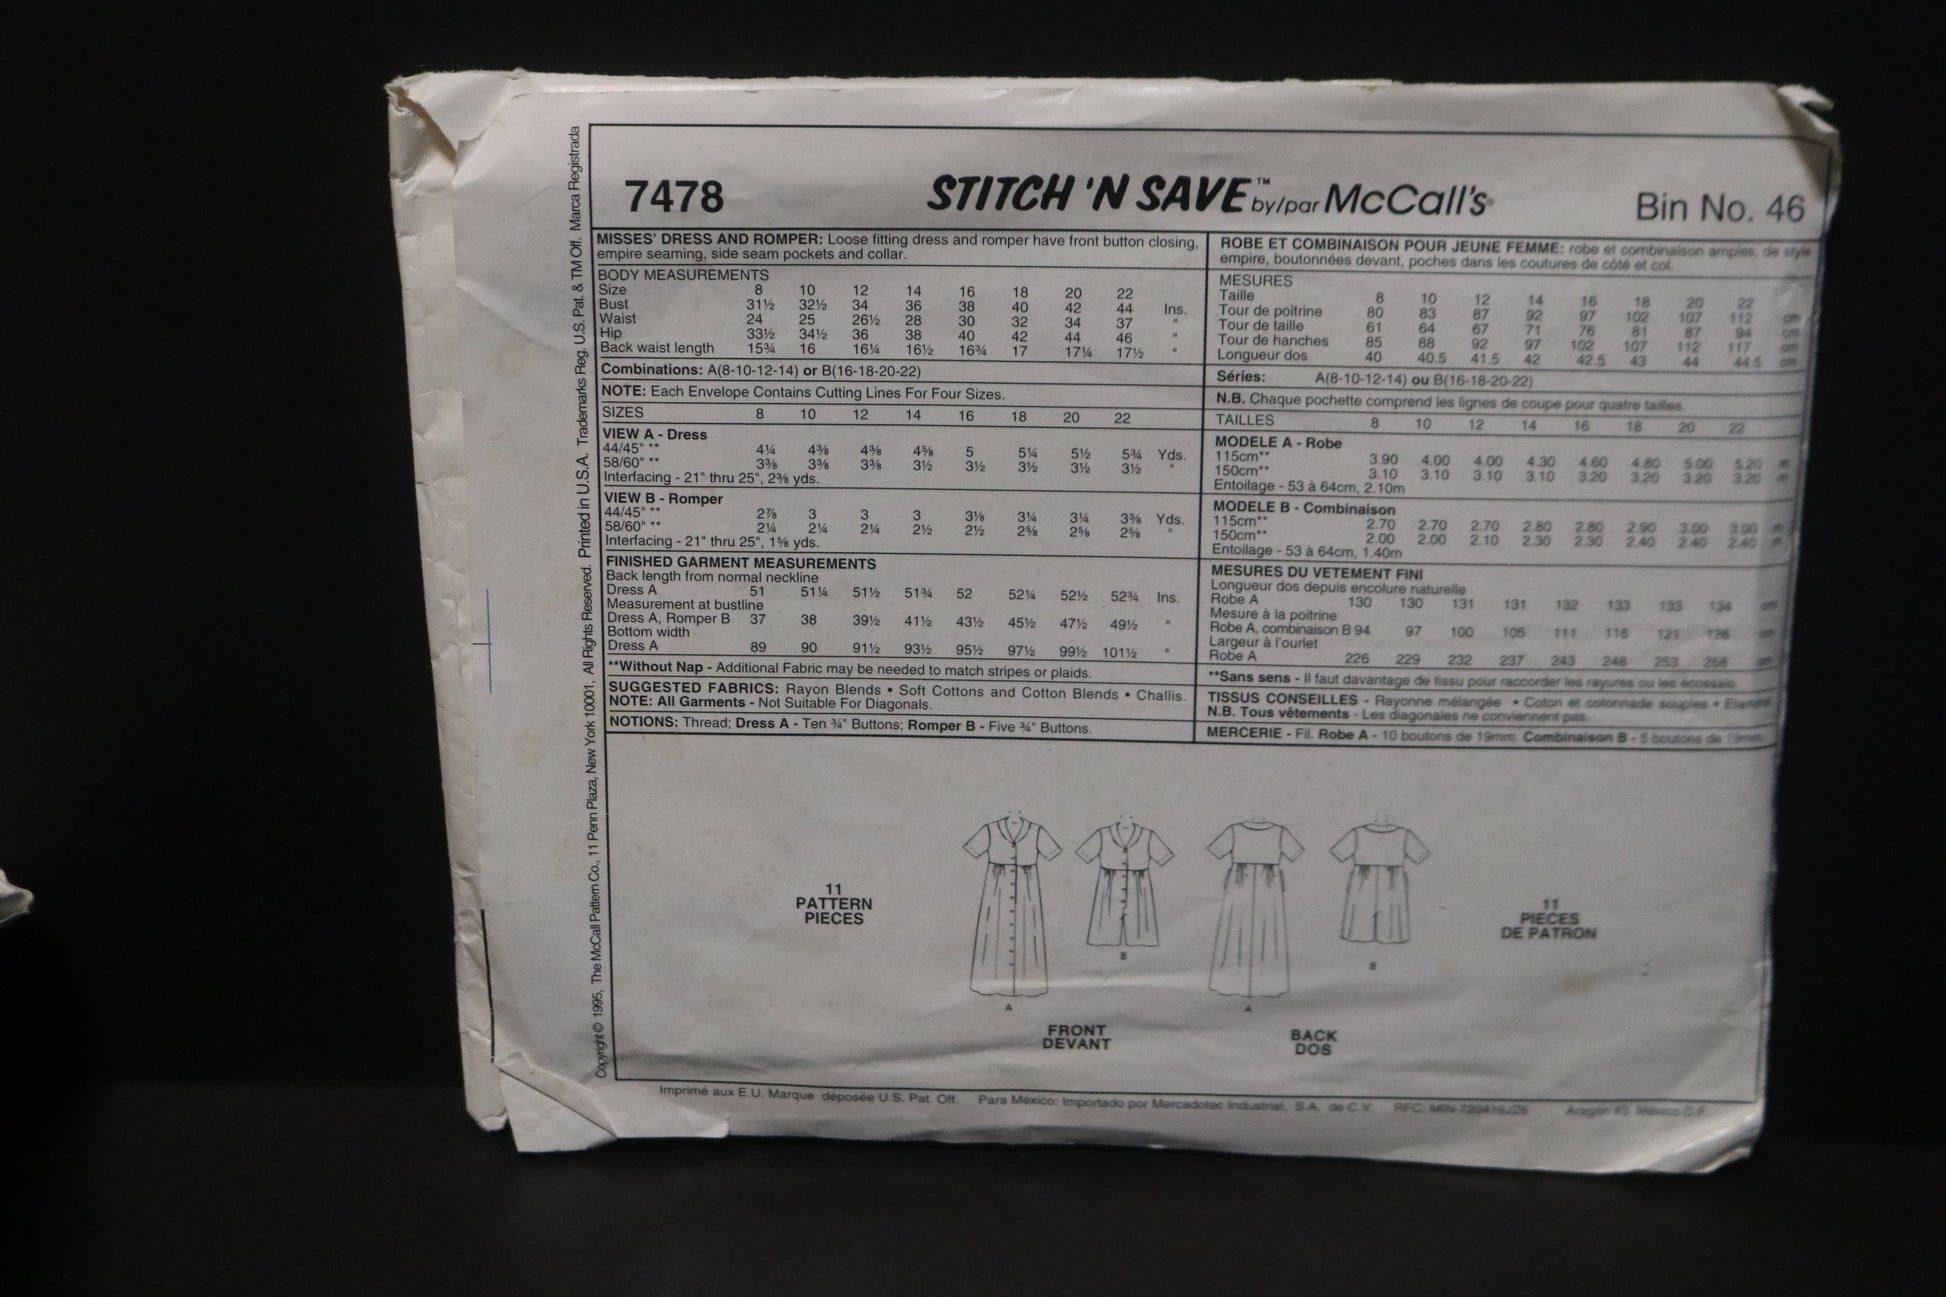 7478
STITCH 'N SAVE™ by/par McCall's®
Bin No. 46
MISSES' DRESS AND ROMPER: Loose fitting dress and romper have front button closing,
empire seaming, side seam pockets and collar.
BODY MEASUREMENTS
Size 8 10 12 14 16 18 20 22
Bust 31½ 32½ 34 36 38 40 42 44 Ins.
Waist 24 25 26½ 28 30 32 34 37 "
Hip 33½ 34½ 36 38 40 42 44 46 "
Back waist length 15¾ 16 16¼ 16½ 16¾ 17 17¼ 17½ "
Combinations: A(8-10-12-14) or B(16-18-20-22)
NOTE: Each Envelope Contains Cutting Lines For Four Sizes.
SIZES 8 10 12 14 16 18 20 22
VIEW A - Dress
44/45" ** 4¼ 4⅜ 4⅜ 4⅝ 5 5¼ 5½ 5¾ Yds.
58/60" ** 3⅜ 3⅜ 3⅜ 3½ 3½ 3½ 3½ 3½ "
Interfacing - 21" thru 25", 2⅜ yds.
VIEW B - Romper
44/45" ** 2⅞ 3 3 3 3⅛ 3¼ 3¼ 3⅜ Yds.
58/60" ** 2¼ 2¼ 2¼ 2½ 2½ 2⅝ 2⅝ 2⅝ "
Interfacing - 21" thru 25", 1⅝ yds.
FINISHED GARMENT MEASUREMENTS
Back length from normal neckline
Dress A 51 51¼ 51½ 51¾ 52 52¼ 52½ 52¾ Ins.
Measurement at bustline
Dress A, Romper B 37 38 39½ 41½ 43½ 45½ 47½ 49½ "
Bottom width
Dress A 89 90 91½ 93½ 95½ 97½ 99½ 101½ "
**Without Nap - Additional Fabric may be needed to match stripes or plaids.
SUGGESTED FABRICS: Rayon Blends • Soft Cottons and Cotton Blends • Challis.
NOTE: All Garments - Not Suitable For Diagonals.
NOTIONS: Thread; Dress A - Ten ¾" Buttons; Romper B - Five ¾" Buttons.
ROBE ET COMBINAISON POUR JEUNE FEMME: robe et combinaison amples, de style
empire, boutonnées devant, poches dans les coutures de côté et col.
MESURES
Taille 8 10 12 14 16 18 20 22
Tour de poitrine 80 83 87 92 97 102 107 112 cm
Tour de taille 61 64 67 71 76 81 87 94 cm
Tour de hanches 85 88 92 97 102 107 112 117 cm
Longueur dos 40 40.5 41.5 42 42.5 43 44 44.5 cm
Séries: A(8-10-12-14) ou B(16-18-20-22)
N.B. Chaque pochette comprend les lignes de coupe pour quatre tailles.
TAILLES 8 10 12 14 16 18 20 22
MODELE A - Robe
115cm** 3.90 4.00 4.00 4.30 4.60 4.80 5.00 5.20 m
150cm** 3.10 3.10 3.10 3.10 3.20 3.20 3.20 3.20 m
Entoilage - 53 à 64cm, 2.10m
MODELE B - Combinaison
115cm** 2.70 2.70 2.70 2.80 2.80 2.90 3.00 3.00 m
150cm** 2.00 2.00 2.10 2.30 2.30 2.40 2.40 2.40 m
Entoilage - 53 à 64cm, 1.40m
MESURES DU VETEMENT FINI
Longueur dos depuis encolure naturelle
Robe A 130 130 131 131 132 133 133 134 cm
Mesure à la poitrine
Robe A, combinaison B 94 97 100 105 111 116 121 126 cm
Largeur à l'ourlet
Robe A 226 229 232 237 243 248 253 258 cm
**Sans sens - Il faut davantage de tissu pour raccorder les rayures ou les écossais.
TISSUS CONSEILLES - Rayonne mélangée • Coton et cotonnade souples • Etamine
N.B. Tous vêtements - Les diagonales ne conviennent pas.
MERCERIE - Fil. Robe A - 10 boutons de 19mm. Combinaison B - 5 boutons de 19mm.
11
PATTERN
PIECES
A
B
A
B
FRONT
DEVANT
BACK
DOS
11
PIECES
DE PATRON
Imprimé aux E.U. Marque déposée U.S. Pat. Off. Para México: Importado por Mercadotec Industrial, S.A. de C.V. RFC: Aragón #3 México D.F.
Copyright © 1995, The McCall Pattern Co., 11 Penn Plaza, New York 10001, All Rights Reserved. Printed in U.S.A. Trademarks Reg. U.S. Pat. & TM Off. Marca Registrada